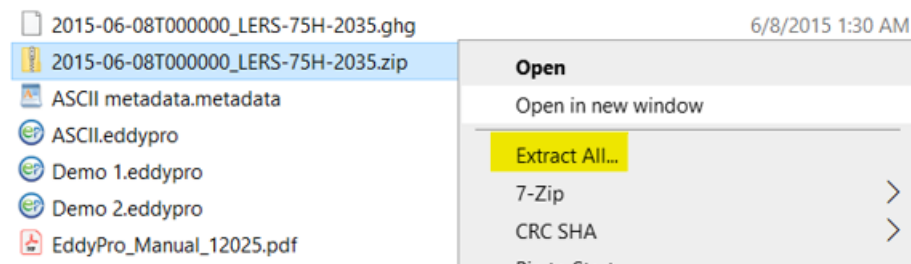 2015-06-08T000000_LERS-75H-2035.ghg 6/8/2015 1:30 AM
2015-06-08T000000_LERS-75H-2035.zip
ASCII metadata.metadata
ASCII.eddypro
Demo 1.eddypro
Demo 2.eddypro
EddyPro_Manual_12025.pdf
Open
Open in new window
Extract All...
7-Zip
CRC SHA